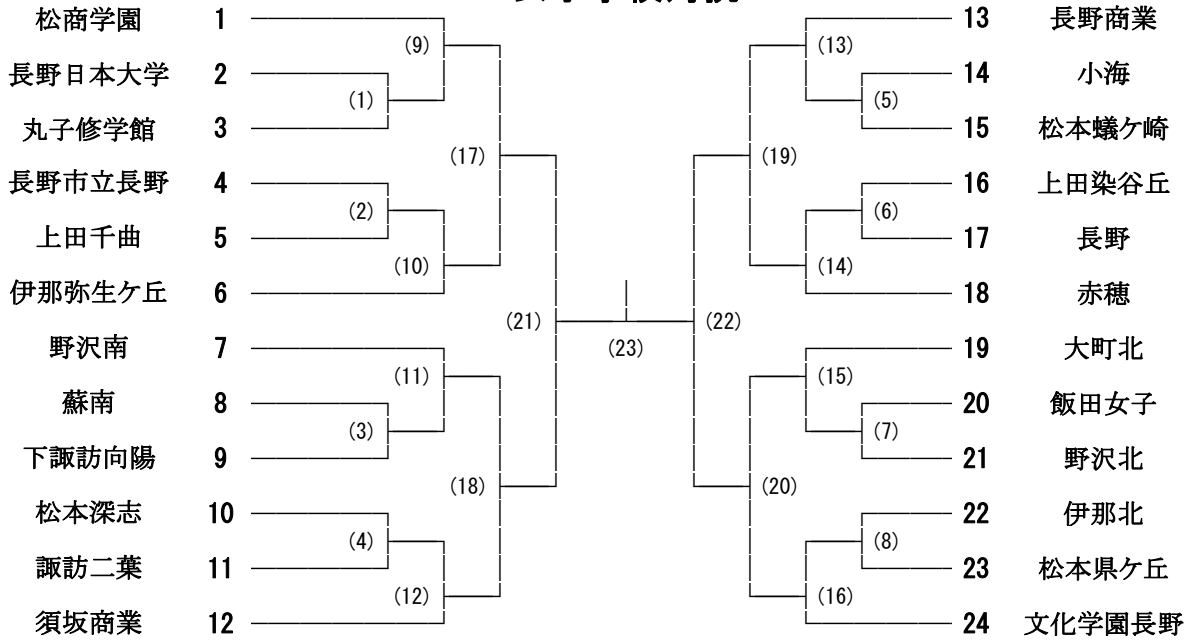 松商学園 1
長野日本大学 2
丸子修学館 3
長野市立長野 4
上田千曲 5
伊那弥生ケ丘 6
野沢南 7
蘇南 8
下諏訪向陽 9
松本深志 10
諏訪二葉 11
須坂商業 12
(9)
(1)
(17)
(2)
(10)
(21)
(11)
(3)
(18)
(4)
(12)
(23)
(13)
(5)
(19)
(6)
(14)
(22)
(15)
(7)
(20)
(8)
(16)
13 長野商業
14 小海
15 松本蟻ケ崎
16 上田染谷丘
17 長野
18 赤穂
19 大町北
20 飯田女子
21 野沢北
22 伊那北
23 松本県ケ丘
24 文化学園長野